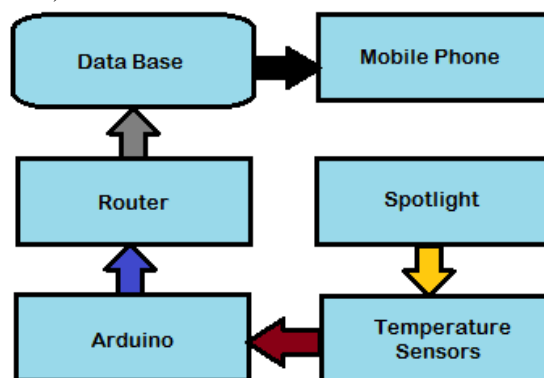 Data Base
Mobile Phone
Router
Spotlight
Arduino
Temperature
Sensors